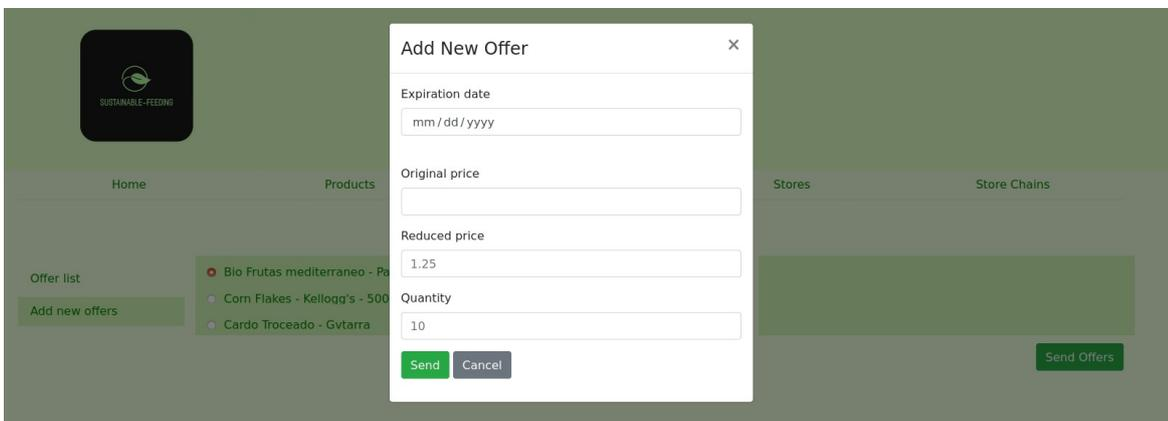 SUSTAINABLE-FEEDING
Add New Offer
×
Expiration date
mm/dd/yyyy
Original price
Reduced price
1.25
Quantity
10
Send
Cancel
Home
Products
Stores
Store Chains
Offer list
Add new offers
Bio Frutas mediterraneo - Pa
Corn Flakes - Kellogg's - 500
Cardo Troceado - Gvtarra
Send Offers